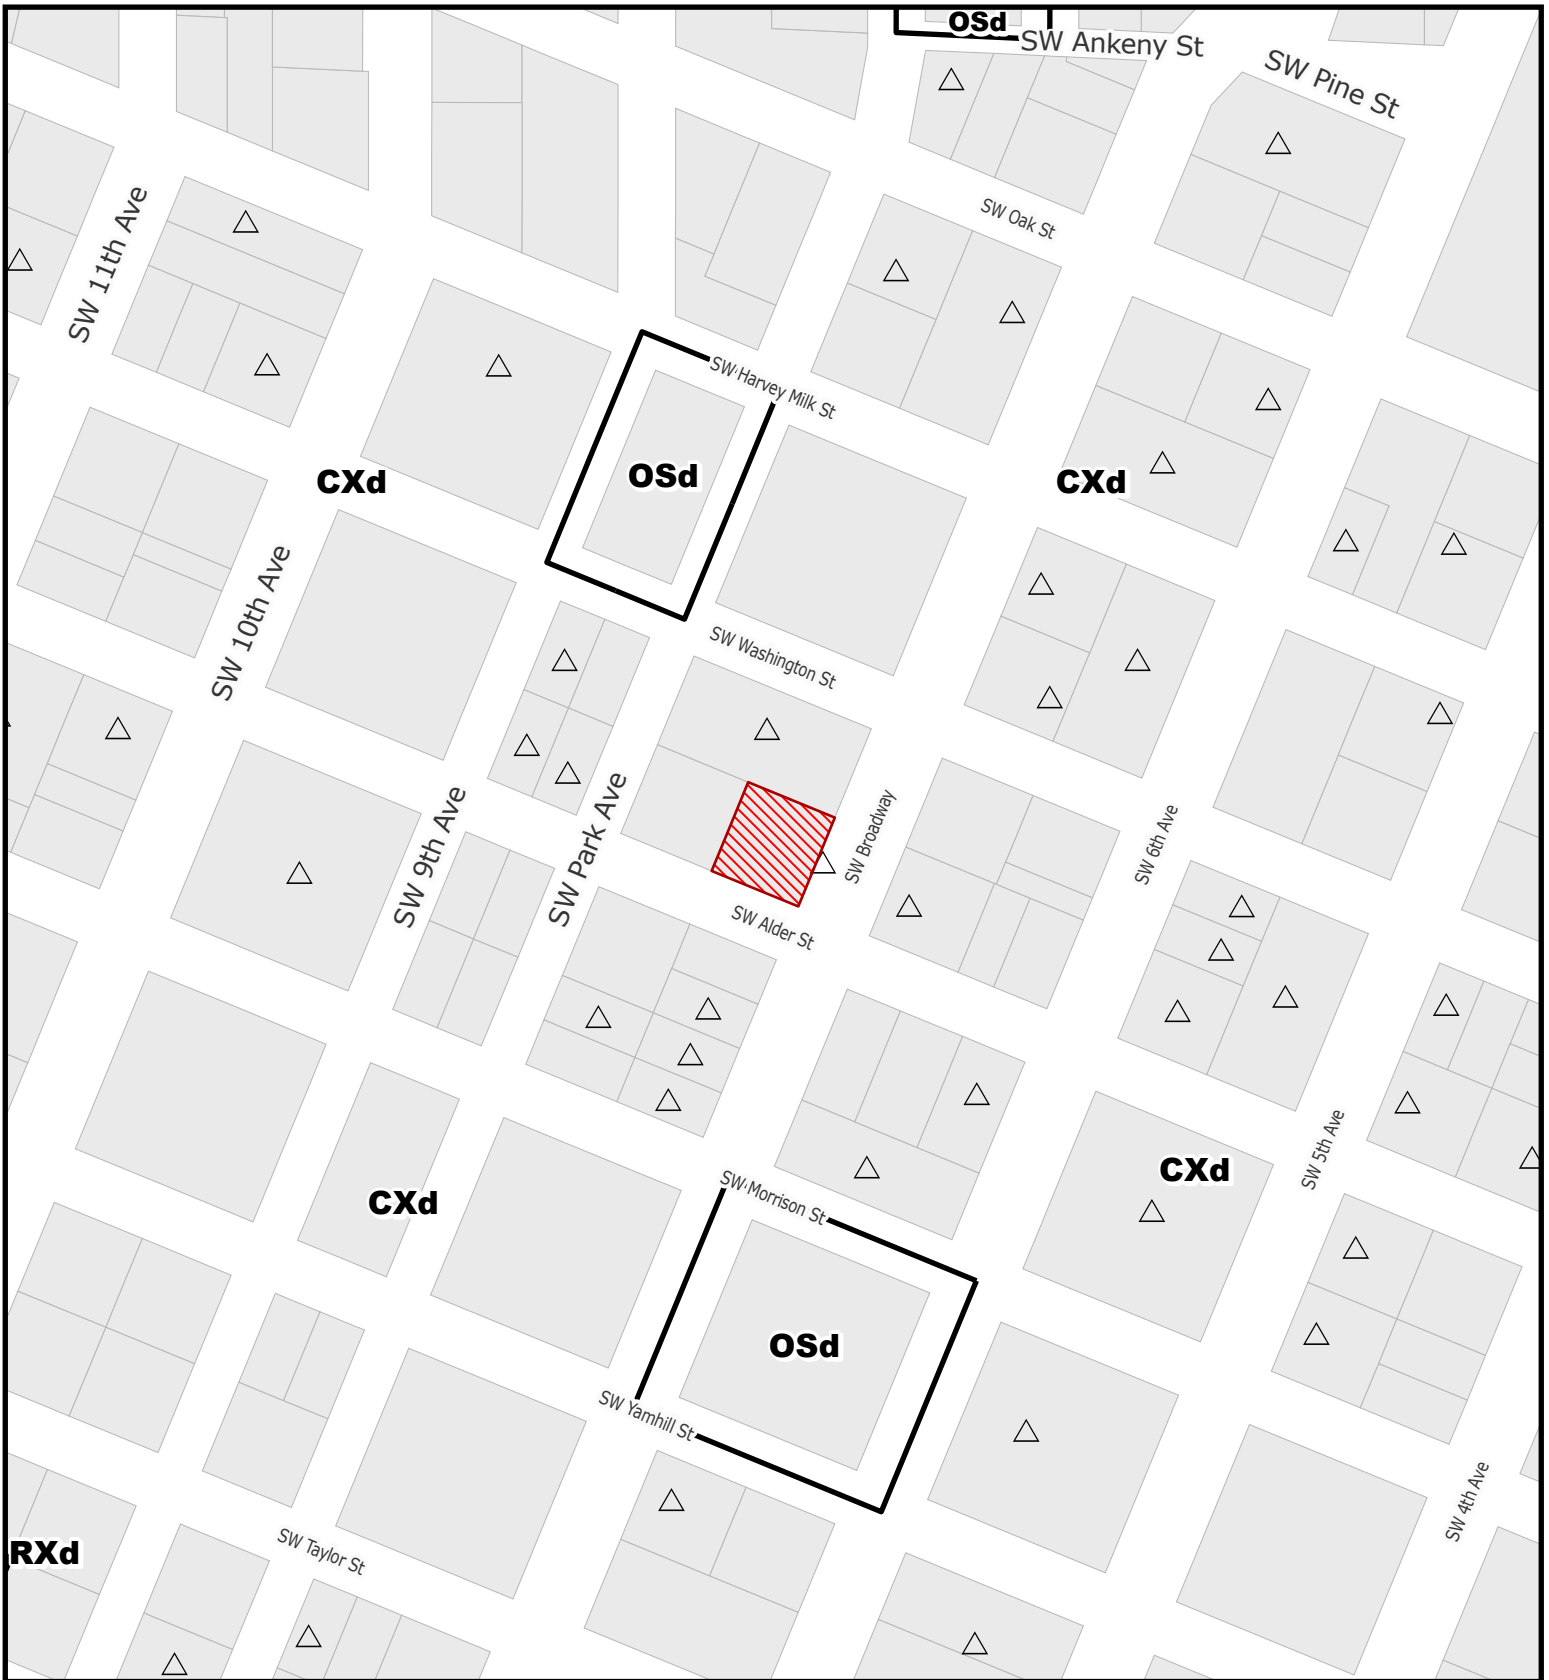 OSd
SW Ankeny St
SW Pine St
SW Oak St
SW 11th Ave
SW Harvey Milk St
OSd
CXd
CXd
SW 10th Ave
SW Washington St
SW 9th Ave
SW Park Ave
SW Broadway
SW 6th Ave
SW Alder St
SW 5th Ave
CXd
SW Morrison St
CXd
OSd
SW Yamhill St
SW 4th Ave
RXd
SW Taylor St